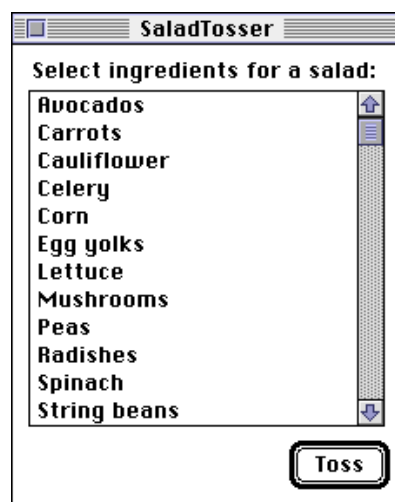 SaladTosser
Select ingredients for a salad:
Avocados
Carrots
Cauliflower
Celery
Corn
Egg yolks
Lettuce
Mushrooms
Peas
Radishes
Spinach
String beans
Toss